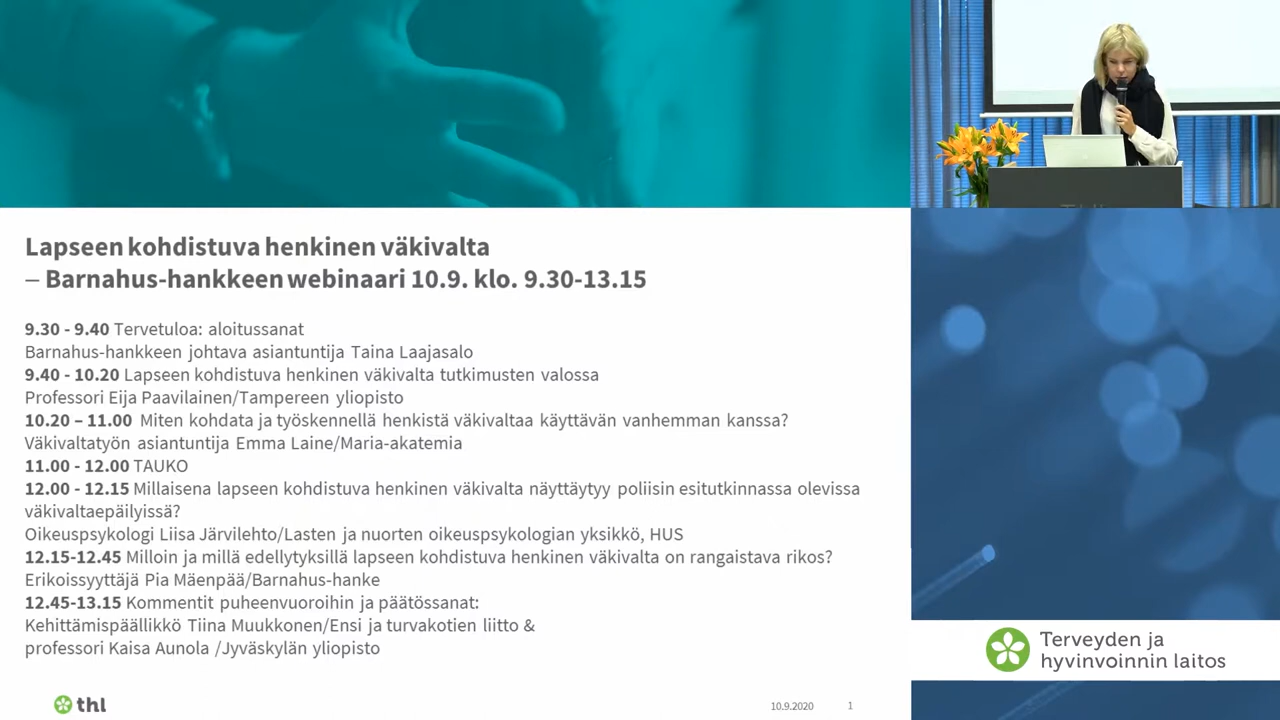 Lapseen kohdistuva henkinen väkivalta
– Barnahus-hankkeen webinaari 10.9. klo. 9.30-13.15
9.30 - 9.40 Tervetuloa: aloitussanat
Barnahus-hankkeen johtava asiantuntija Taina Laajasalo
9.40 - 10.20 Lapseen kohdistuva henkinen väkivalta tutkimusten valossa
Professori Eija Paavilainen/Tampereen yliopisto
10.20 – 11.00 Miten kohdata ja työskennellä henkistä väkivaltaa käyttävän vanhemman kanssa?
Väkivaltatyön asiantuntija Emma Laine/Maria-akatemia
11.00 - 12.00 TAUKO
12.00 - 12.15 Millaisena lapseen kohdistuva henkinen väkivalta näyttäytyy poliisin esitutkinnassa olevissa
väkivaltaepäilyissä?
Oikeuspsykologi Liisa Järvilehto/Lasten ja nuorten oikeuspsykologian yksikkö, HUS
12.15-12.45 Milloin ja millä edellytyksillä lapseen kohdistuva henkinen väkivalta on rangaistava rikos?
Erikoissyyttäjä Pia Mäenpää/Barnahus-hanke
12.45-13.15 Kommentit puheenvuoroihin ja päätössanat:
Kehittämispäällikkö Tiina Muukkonen/Ensi ja turvakotien liitto &
professori Kaisa Aunola /Jyväskylän yliopisto
thl
10.9.2020
1
Terveyden ja
hyvinvoinnin laitos